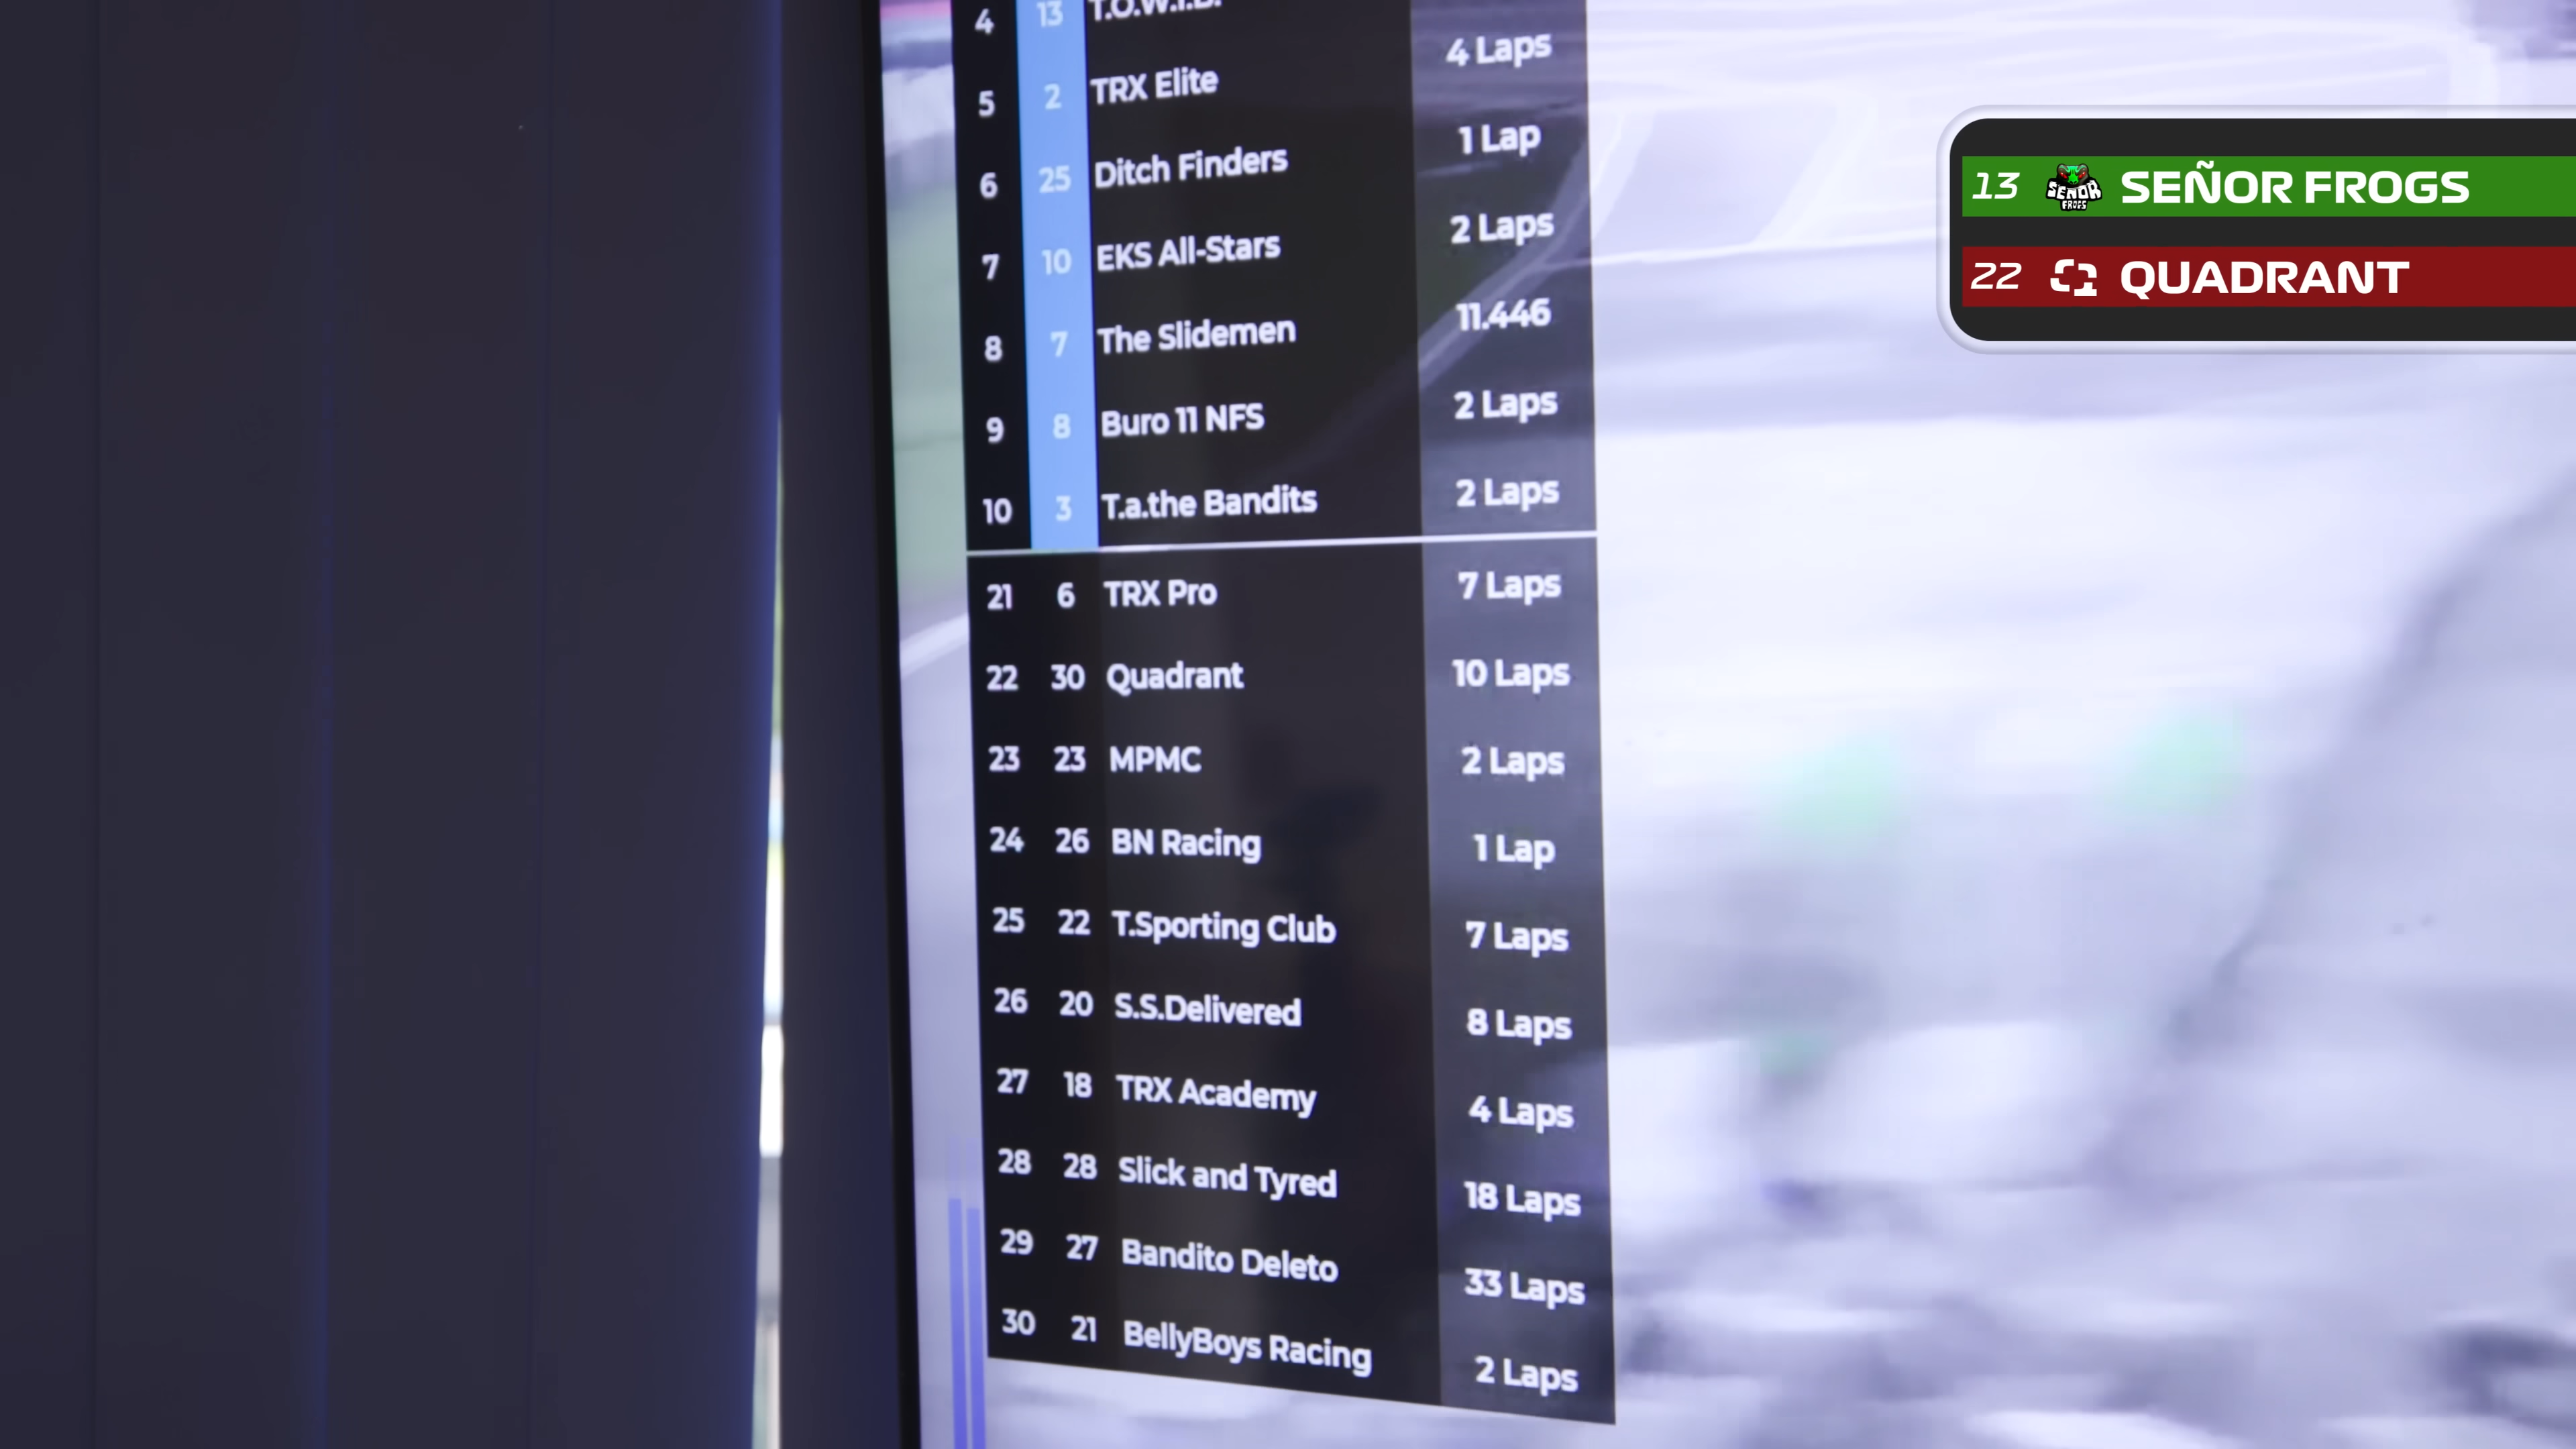 4 13 T.O.W.I.B. 4 Laps
5 2 TRX Elite 1 Lap
6 25 Ditch Finders 2 Laps
7 10 EKS All-Stars 11.446
8 7 The Slidemen 2 Laps
9 8 Buro 11 NFS 2 Laps
10 3 T.a.the Bandits
21 6 TRX Pro 7 Laps
22 30 Quadrant 10 Laps
23 23 MPMC 2 Laps
24 26 BN Racing 1 Lap
25 22 T.Sporting Club 7 Laps
26 20 S.S.Delivered 8 Laps
27 18 TRX Academy 4 Laps
28 28 Slick and Tyred 18 Laps
29 27 Bandito Deleto 33 Laps
30 21 BellyBoys Racing 2 Laps
13 SEÑOR FROGS SEÑOR FROGS
22 QUADRANT